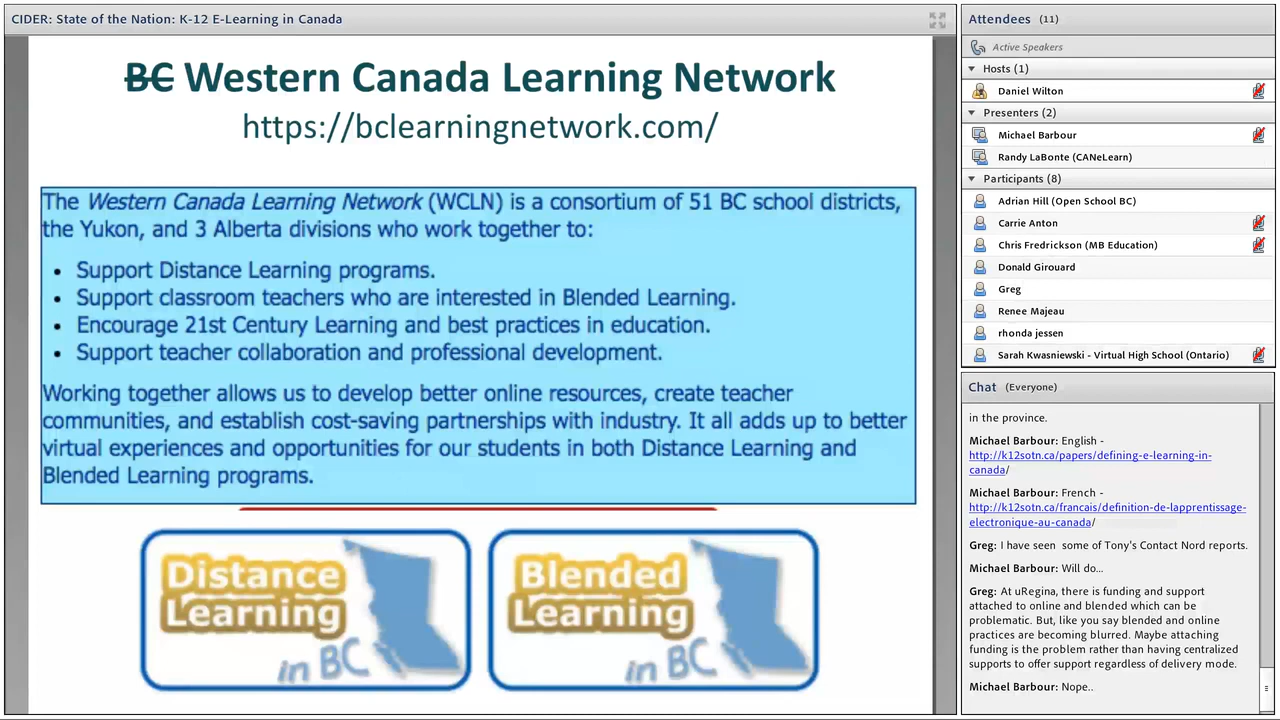 CIDER: State of the Nation: K-12 E-Learning in Canada
BC Western Canada Learning Network
https://bclearningnetwork.com/
The Western Canada Learning Network (WCLN) is a consortium of 51 BC school districts,
the Yukon, and 3 Alberta divisions who work together to:
• Support Distance Learning programs.
• Support classroom teachers who are interested in Blended Learning.
• Encourage 21st Century Learning and best practices in education.
• Support teacher collaboration and professional development.
Working together allows us to develop better online resources, create teacher
communities, and establish cost-saving partnerships with industry. It all adds up to better
virtual experiences and opportunities for our students in both Distance Learning and
Blended Learning programs.
Distance
Learning
in BC
Blended
Learning
in BC
Attendees (11)
Active Speakers
Hosts (1)
Daniel Wilton
Presenters (2)
Michael Barbour
Randy LaBonte (CANeLearn)
Participants (8)
Adrian Hill (Open School BC)
Carrie Anton
Chris Fredrickson (MB Education)
Donald Girouard
Greg
Renee Majeau
rhonda jessen
Sarah Kwasniewski - Virtual High School (Ontario)
Chat (Everyone)
in the province.
Michael Barbour: English -
http://k12sotn.ca/papers/defining-e-learning-in-
canada/
Michael Barbour: French -
http://k12sotn.ca/francais/definition-de-lapprentissage-
electronique-au-canada/
Greg: I have seen some of Tony's Contact Nord reports.
Michael Barbour: Will do...
Greg: At uRegina, there is funding and support
attached to online and blended which can be
problematic. But, like you say blended and online
practices are becoming blurred. Maybe attaching
funding is the problem rather than having centralized
supports to offer support regardless of delivery mode.
Michael Barbour: Nope..